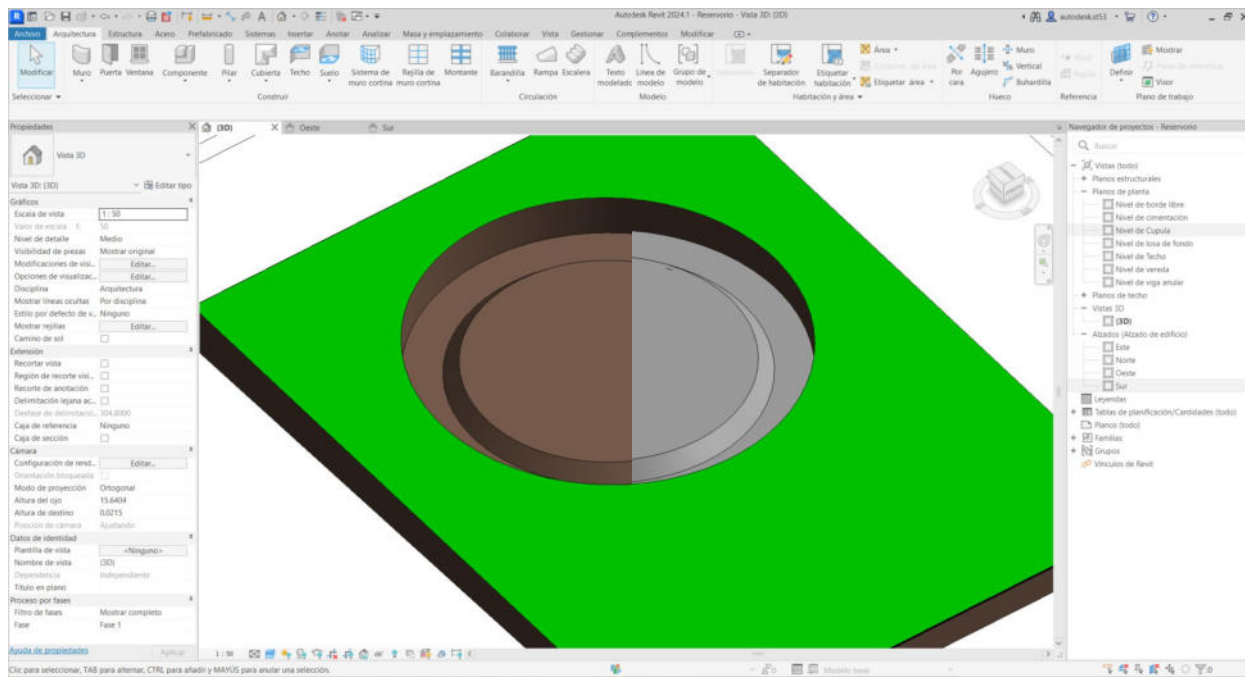 Autodesk Revit 2024.1 - Reservorio - Vista 3D: {3D}
autodesk.st53
Archivo Arquitectura Estructura Acero Prefabricado Sistemas Insertar Anotar Analizar Masa y emplazamiento Colaborar Vista Gestionar Complementos Modificar
Modificar Muro Puerta Ventana Componente Pilar Cubierta Techo Suelo Sistema de muro cortina Rejilla de muro cortina Montante Barandilla Rampa Escalera Texto modelado Línea de modelo Grupo de modelo Separador de habitación Etiquetar habitación Área Etiquetar área Por cara Agujero Muro Vertical Buhardilla Definir Mostrar Visor
Seleccionar Construir Circulación Modelo Habitación y área Hueco Referencia Plano de trabajo
Propiedades
Vista 3D
Vista 3D: {3D} Editar tipo
Gráficos
Escala de vista 1 : 50
Valor de escala 1: 50
Nivel de detalle Medio
Visibilidad de piezas Mostrar original
Modificaciones de visi... Editar...
Opciones de visualizac... Editar...
Disciplina Arquitectura
Mostrar líneas ocultas Por disciplina
Estilo por defecto de v... Ninguno
Mostrar rejillas Editar...
Camino de sol
Extensión
Recortar vista
Región de recorte visi...
Recorte de anotación
Delimitación lejana ac...
Desfase de delimitació... 304.8000
Caja de referencia Ninguno
Caja de sección
Cámara
Configuración de rend... Editar...
Orientación bloqueada
Modo de proyección Ortogonal
Altura del ojo 15.6404
Altura de destino 0.0215
Posición de cámara Ajustando
Datos de identidad
Plantilla de vista <Ninguno>
Nombre de vista {3D}
Dependencia Independiente
Título en plano
Proceso por fases
Filtro de fases Mostrar completo
Fase Fase 1
Ayuda de propiedades Aplicar
{3D} Oeste Sur
1 : 50
Navegador de proyectos - Reservorio
Buscar
Vistas (todo)
Planos estructurales
Planos de planta
Nivel de borde libre
Nivel de cimentación
Nivel de Cupula
Nivel de losa de fondo
Nivel de Techo
Nivel de vereda
Nivel de viga anular
Planos de techo
Vistas 3D
{3D}
Alzados (Alzado de edificio)
Este
Norte
Oeste
Sur
Leyendas
Tablas de planificación/Cantidades (todo)
Planos (todo)
Familias
Grupos
Vínculos de Revit
Clic para seleccionar, TAB para alternar, CTRL para añadir y MAYÚS para anular una selección.
:0
Modelo base
:0